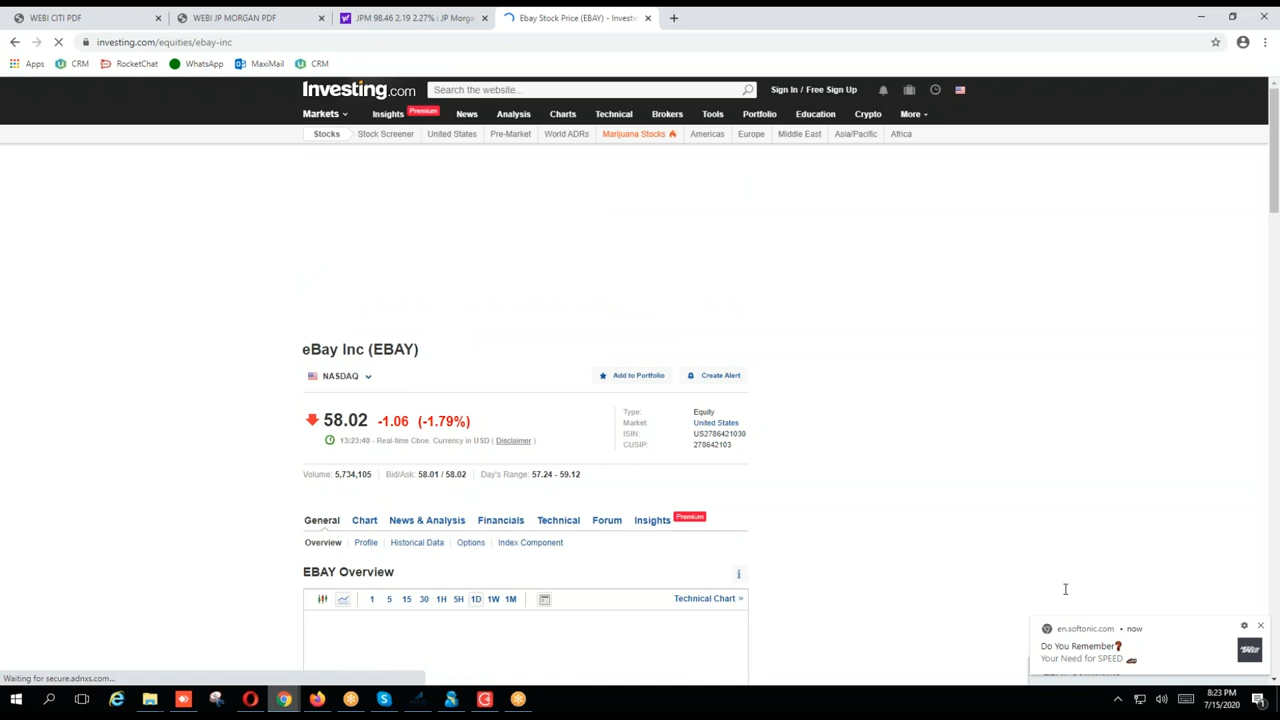 WEBI CITI PDF
WEBI JP MORGAN PDF
JPM 98.46 2.19 2.27% : JP Morga
Ebay Stock Price (EBAY) - Investin
investing.com/equities/ebay-inc
Apps CRM RocketChat WhatsApp MaxiMail CRM
Investing.com
Search the website...
Sign In / Free Sign Up
Markets Insights Premium News Analysis Charts Technical Brokers Tools Portfolio Education Crypto More
Stocks Stock Screener United States Pre-Market World ADRs Marijuana Stocks Americas Europe Middle East Asia/Pacific Africa
eBay Inc (EBAY)
NASDAQ
Add to Portfolio
Create Alert
58.02 -1.06 (-1.79%)
13:23:40 - Real-time Cboe. Currency in USD ( Disclaimer )
Type: Equity
Market United States
ISIN: US2786421030
CUSIP: 278642103
Volume: 5,734,105 Bid/Ask: 58.01 / 58.02 Day's Range: 57.24 - 59.12
General Chart News & Analysis Financials Technical Forum Insights Premium
Overview Profile Historical Data Options Index Component
EBAY Overview
1 5 15 30 1H 5H 1D 1W 1M
Technical Chart »
en.softonic.com • now
Do You Remember?
Your Need for SPEED
Waiting for secure.adnxs.com...
8:23 PM
7/15/2020